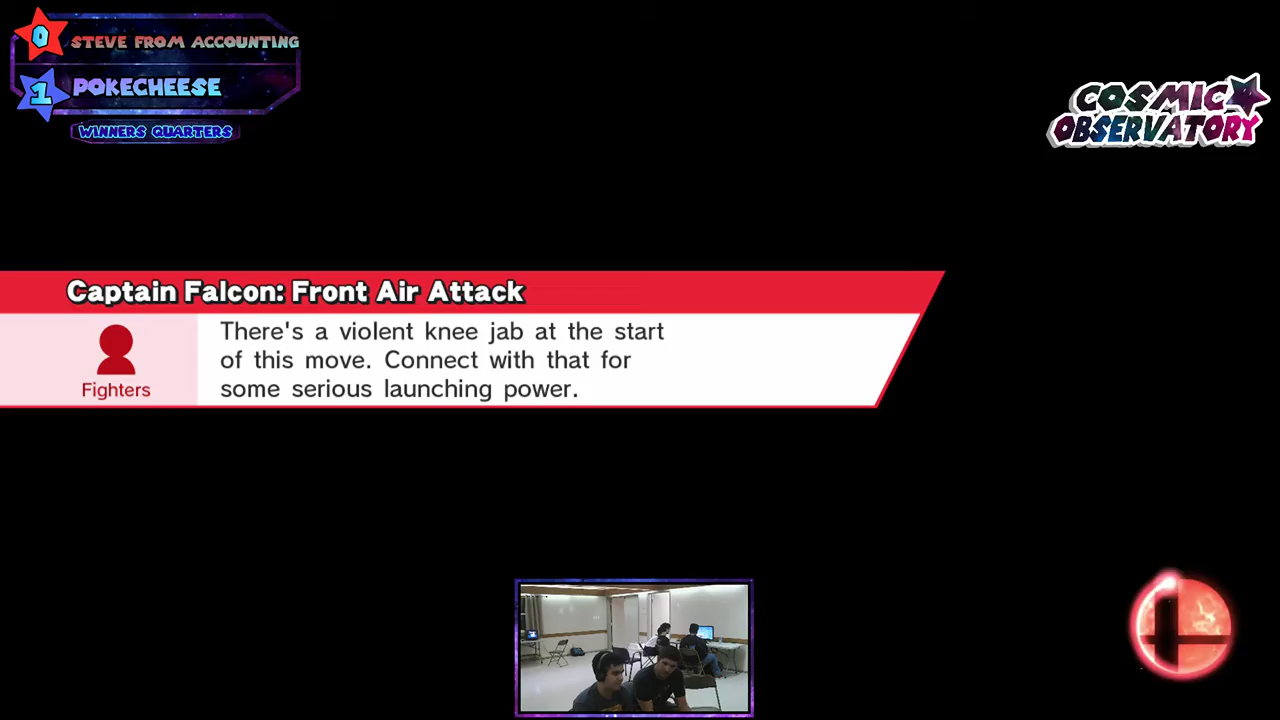 0 STEVE FROM ACCOUNTING
1 POKECHEESE
WINNERS QUARTERS
COSMIC
OBSERVATORY
Captain Falcon: Front Air Attack
There's a violent knee jab at the start
of this move. Connect with that for
some serious launching power.
Fighters